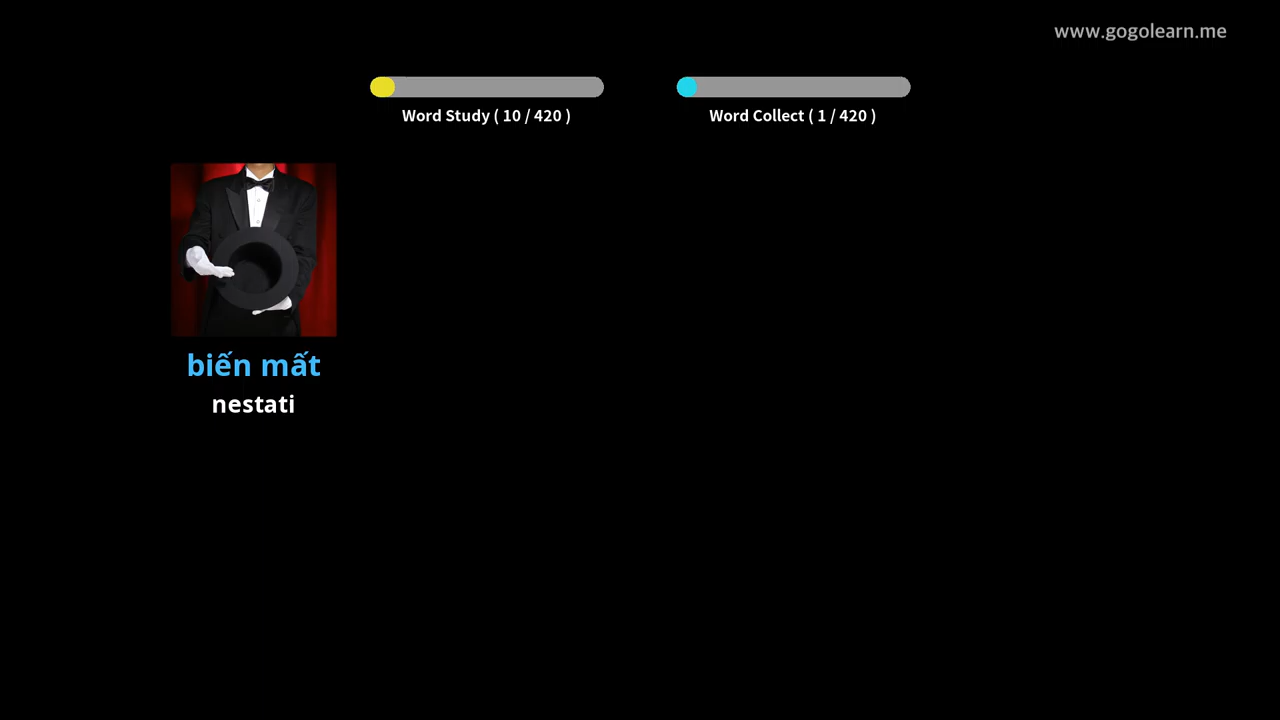 www.gogolearn.me
Word Study ( 10 / 420 )
Word Collect ( 1 / 420 )
biến mất
nestati